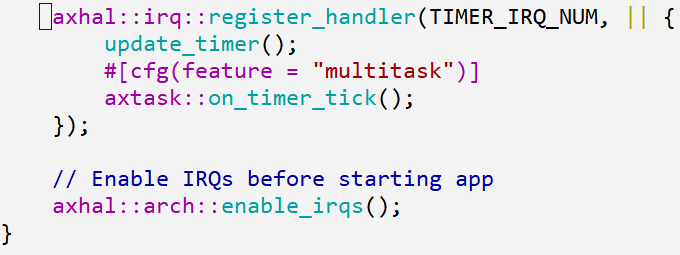 axhal::irq::register_handler(TIMER_IRQ_NUM, || {
update_timer();
#[cfg(feature = "multitask")]
axtask::on_timer_tick();
});
// Enable IRQs before starting app
axhal::arch::enable_irqs();
}